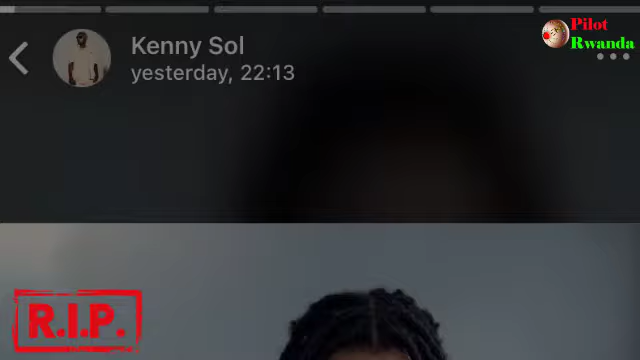 Kenny Sol
yesterday, 22:13
Pilot
Rwanda
R.I.P.